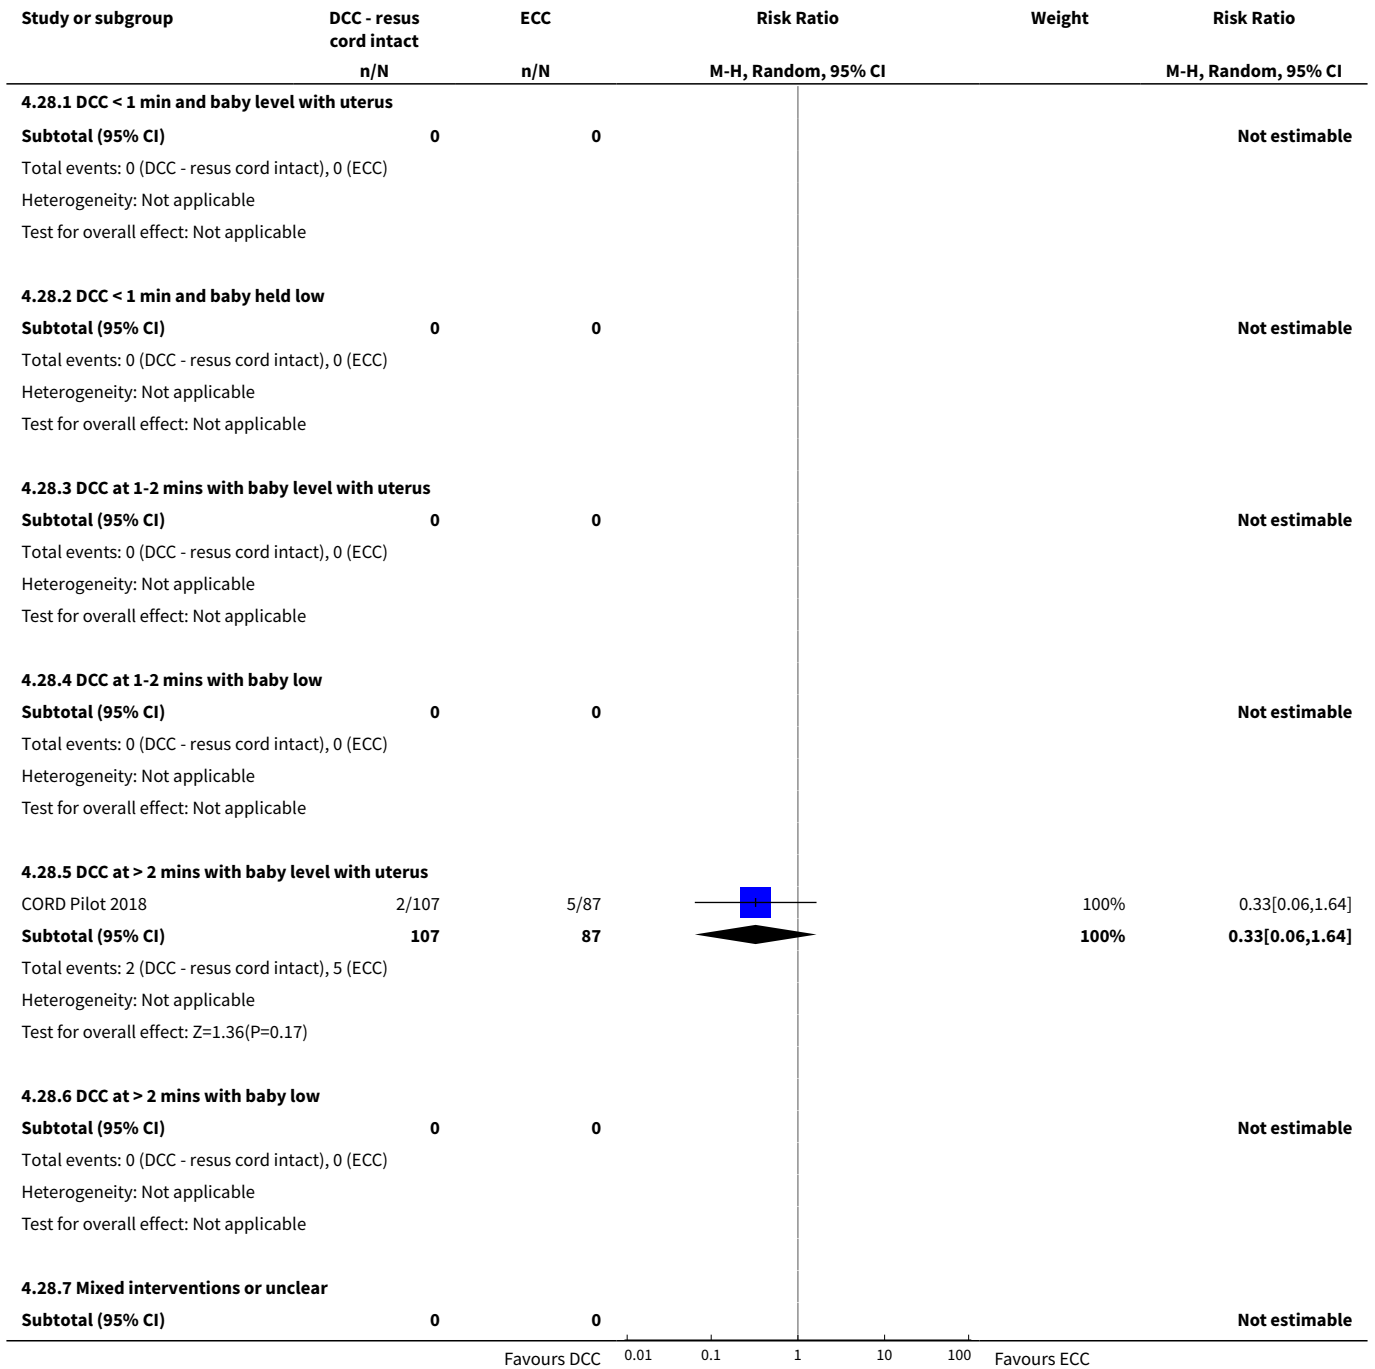 Study or subgroup DCC - resus cord intact ECC Risk Ratio Weight Risk Ratio
n/N n/N M-H, Random, 95% CI M-H, Random, 95% CI
4.28.1 DCC < 1 min and baby level with uterus
Subtotal (95% CI) 0 0 Not estimable
Total events: 0 (DCC - resus cord intact), 0 (ECC)
Heterogeneity: Not applicable
Test for overall effect: Not applicable
4.28.2 DCC < 1 min and baby held low
Subtotal (95% CI) 0 0 Not estimable
Total events: 0 (DCC - resus cord intact), 0 (ECC)
Heterogeneity: Not applicable
Test for overall effect: Not applicable
4.28.3 DCC at 1-2 mins with baby level with uterus
Subtotal (95% CI) 0 0 Not estimable
Total events: 0 (DCC - resus cord intact), 0 (ECC)
Heterogeneity: Not applicable
Test for overall effect: Not applicable
4.28.4 DCC at 1-2 mins with baby low
Subtotal (95% CI) 0 0 Not estimable
Total events: 0 (DCC - resus cord intact), 0 (ECC)
Heterogeneity: Not applicable
Test for overall effect: Not applicable
4.28.5 DCC at > 2 mins with baby level with uterus
CORD Pilot 2018 2/107 5/87 100% 0.33[0.06,1.64]
Subtotal (95% CI) 107 87 100% 0.33[0.06,1.64]
Total events: 2 (DCC - resus cord intact), 5 (ECC)
Heterogeneity: Not applicable
Test for overall effect: Z=1.36(P=0.17)
4.28.6 DCC at > 2 mins with baby low
Subtotal (95% CI) 0 0 Not estimable
Total events: 0 (DCC - resus cord intact), 0 (ECC)
Heterogeneity: Not applicable
Test for overall effect: Not applicable
4.28.7 Mixed interventions or unclear
Subtotal (95% CI) 0 0 Not estimable
Favours DCC 0.01 0.1 1 10 100 Favours ECC